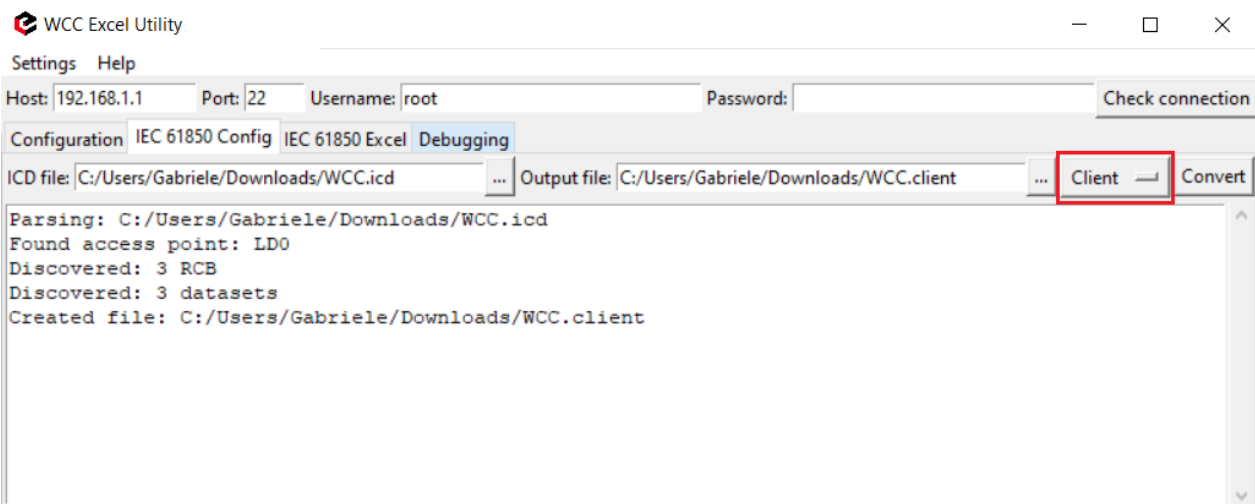 WCC Excel Utility
Settings Help
Host: 192.168.1.1 Port: 22 Username: root Password: Check connection
Configuration IEC 61850 Config IEC 61850 Excel Debugging
ICD file: C:/Users/Gabriele/Downloads/WCC.icd ... Output file: C:/Users/Gabriele/Downloads/WCC.client ... Client Convert
Parsing: C:/Users/Gabriele/Downloads/WCC.icd
Found access point: LD0
Discovered: 3 RCB
Discovered: 3 datasets
Created file: C:/Users/Gabriele/Downloads/WCC.client